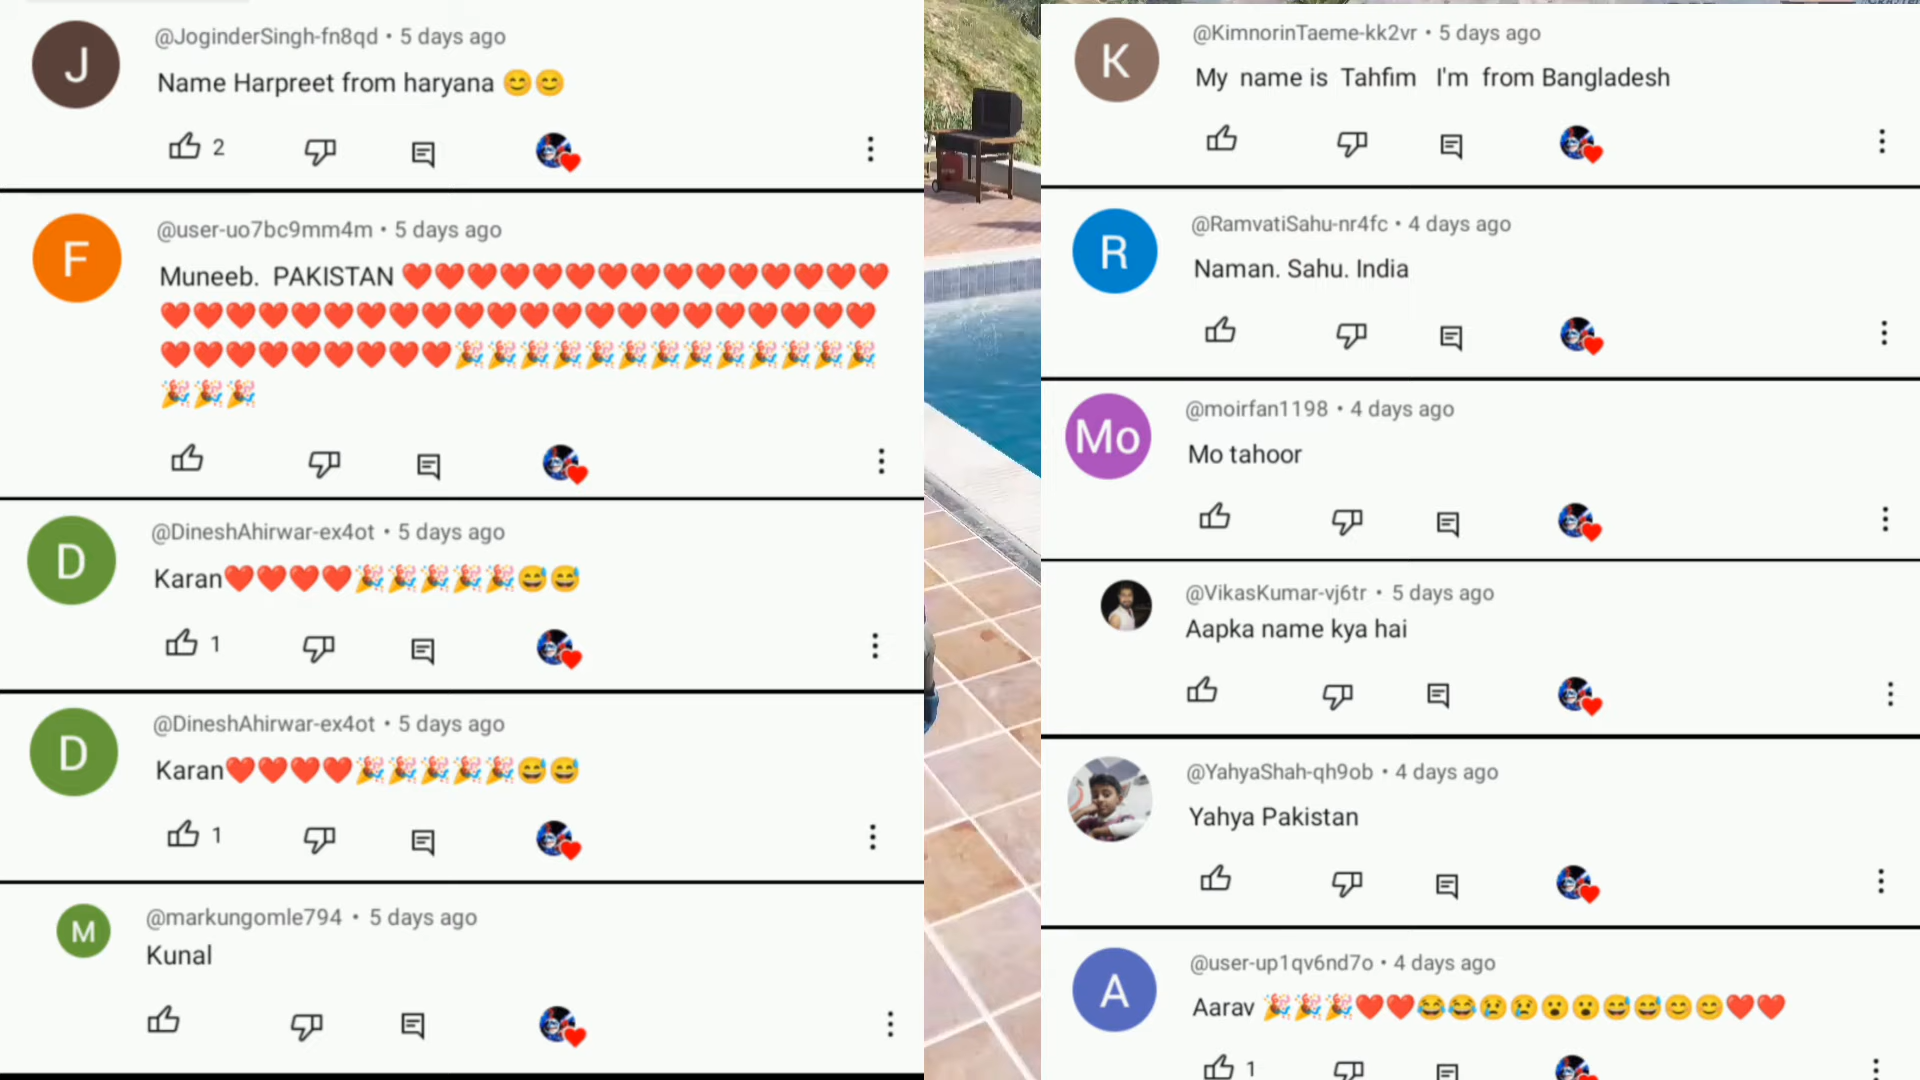 J
@JoginderSingh-fn8qd • 5 days ago
Name Harpreet from haryana 😊😊
2
F
@user-uo7bc9mm4m • 5 days ago
Muneeb. PAKISTAN ❤️❤️❤️❤️❤️❤️❤️❤️❤️❤️❤️❤️❤️❤️❤️
❤️❤️❤️❤️❤️❤️❤️❤️❤️❤️❤️❤️❤️❤️❤️❤️❤️❤️❤️❤️❤️❤️
❤️❤️❤️❤️❤️❤️❤️❤️❤️🎉🎉🎉🎉🎉🎉🎉🎉🎉🎉🎉🎉🎉
🎉🎉🎉
D
@DineshAhirwar-ex4ot • 5 days ago
Karan❤️❤️❤️❤️🎉🎉🎉🎉🎉😅😅
1
D
@DineshAhirwar-ex4ot • 5 days ago
Karan❤️❤️❤️❤️🎉🎉🎉🎉🎉😅😅
1
M
@markungomle794 • 5 days ago
Kunal
K
@KimnorinTaeme-kk2vr • 5 days ago
My name is Tahfim I'm from Bangladesh
R
@RamvatiSahu-nr4fc • 4 days ago
Naman. Sahu. India
Mo
@moirfan1198 • 4 days ago
Mo tahoor
@VikasKumar-vj6tr • 5 days ago
Aapka name kya hai
@YahyaShah-qh9ob • 4 days ago
Yahya Pakistan
A
@user-up1qv6nd7o • 4 days ago
Aarav 🎉🎉🎉❤️❤️😂😂😢😢😮😮😅😅😊😊❤️❤️
1